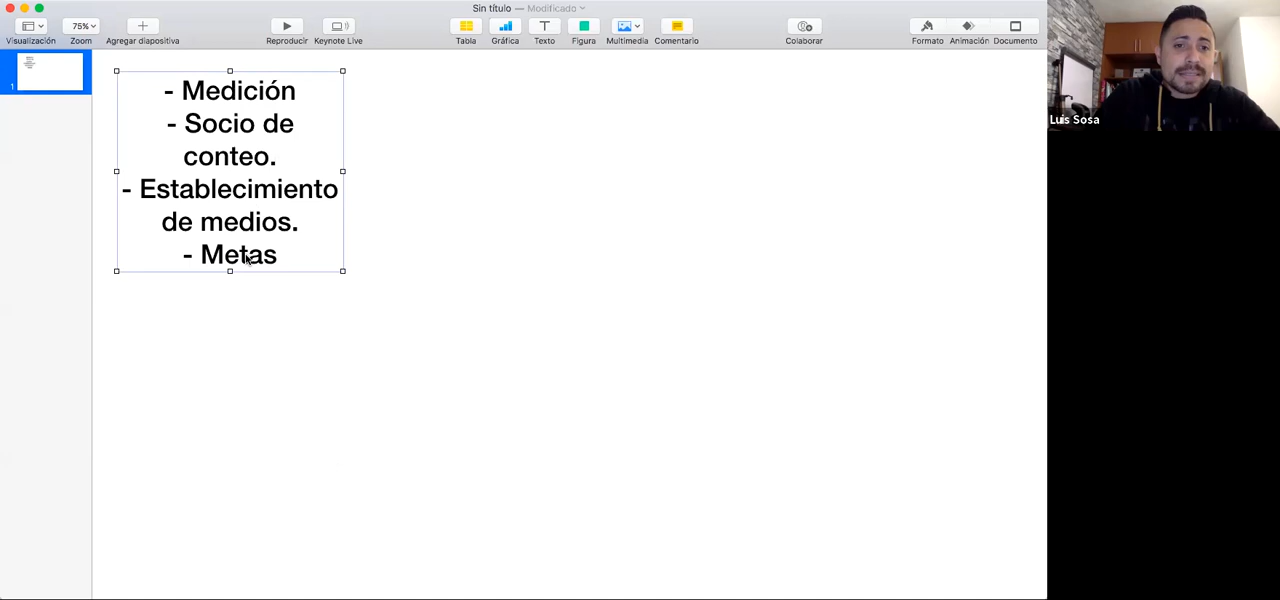 Sin título — Modificado
75%
Visualización
Zoom
Agregar diapositiva
Reproducir
Keynote Live
Tabla
Gráfica
Texto
Figura
Multimedia
Comentario
Colaborar
Formato
Animación
Documento
1
- Medición
- Socio de
conteo.
- Establecimiento
de medios.
- Metas
Luis Sosa